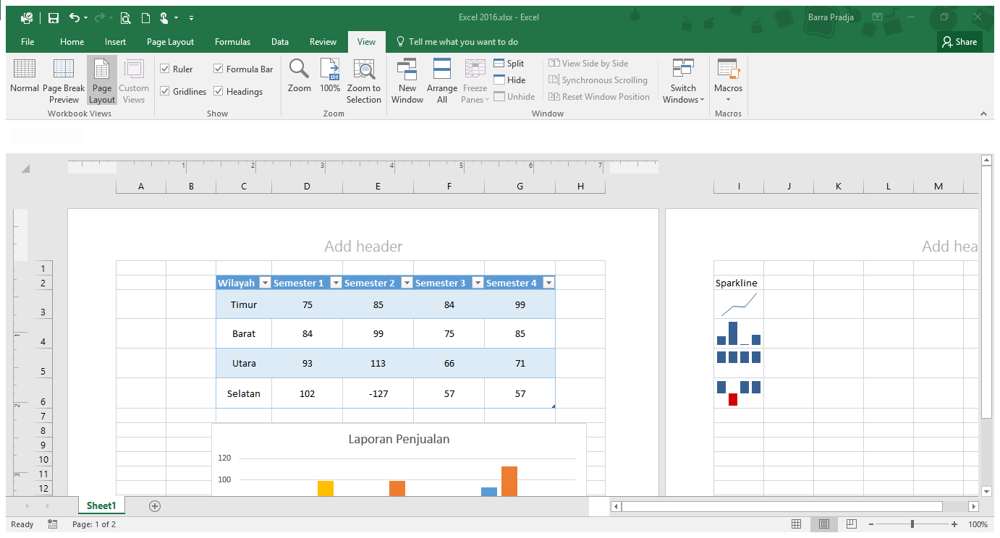 Excel 2016.xlsx - Excel
Barra Pradja
File Home Insert Page Layout Formulas Data Review View Tell me what you want to do Share
Normal
Page Break Preview
Page Layout
Custom Views
Workbook Views
Ruler
Formula Bar
Gridlines
Headings
Show
Zoom
100
100%
Zoom to Selection
Zoom
New Window
Arrange All
Freeze Panes
Split
Hide
Unhide
View Side by Side
Synchronous Scrolling
Reset Window Position
Window
Switch Windows
Macros
Macros
1 2 3 4 5 6 7
A B C D E F G H I J K L M
Add header
Add hea
1
2 Wilayah Semester 1 Semester 2 Semester 3 Semester 4 Sparkline
3 Timur 75 85 84 99
1
4 Barat 84 99 75 85
5 Utara 93 113 66 71
2
6 Selatan 102 -127 57 57
7
8
9 Laporan Penjualan
10 120
3
11 100
12
Sheet1
Ready Page: 1 of 2 100%